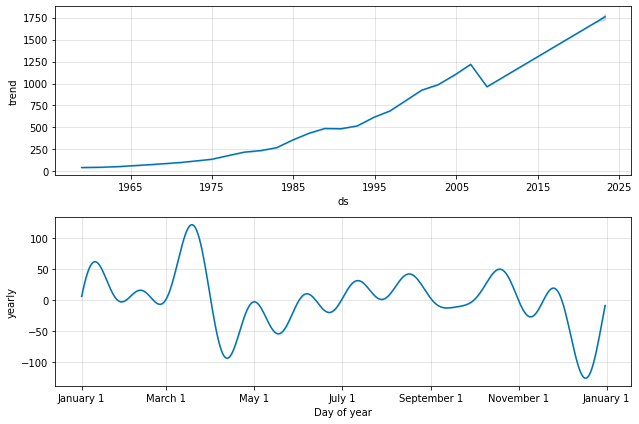 1750
1500
1250
1000
750
500
250
0
trend
1965 1975 1985 1995 2005 2015 2025
ds
100
50
0
−50
−100
yearly
January 1 March 1 May 1 July 1 September 1 November 1 January 1
Day of year